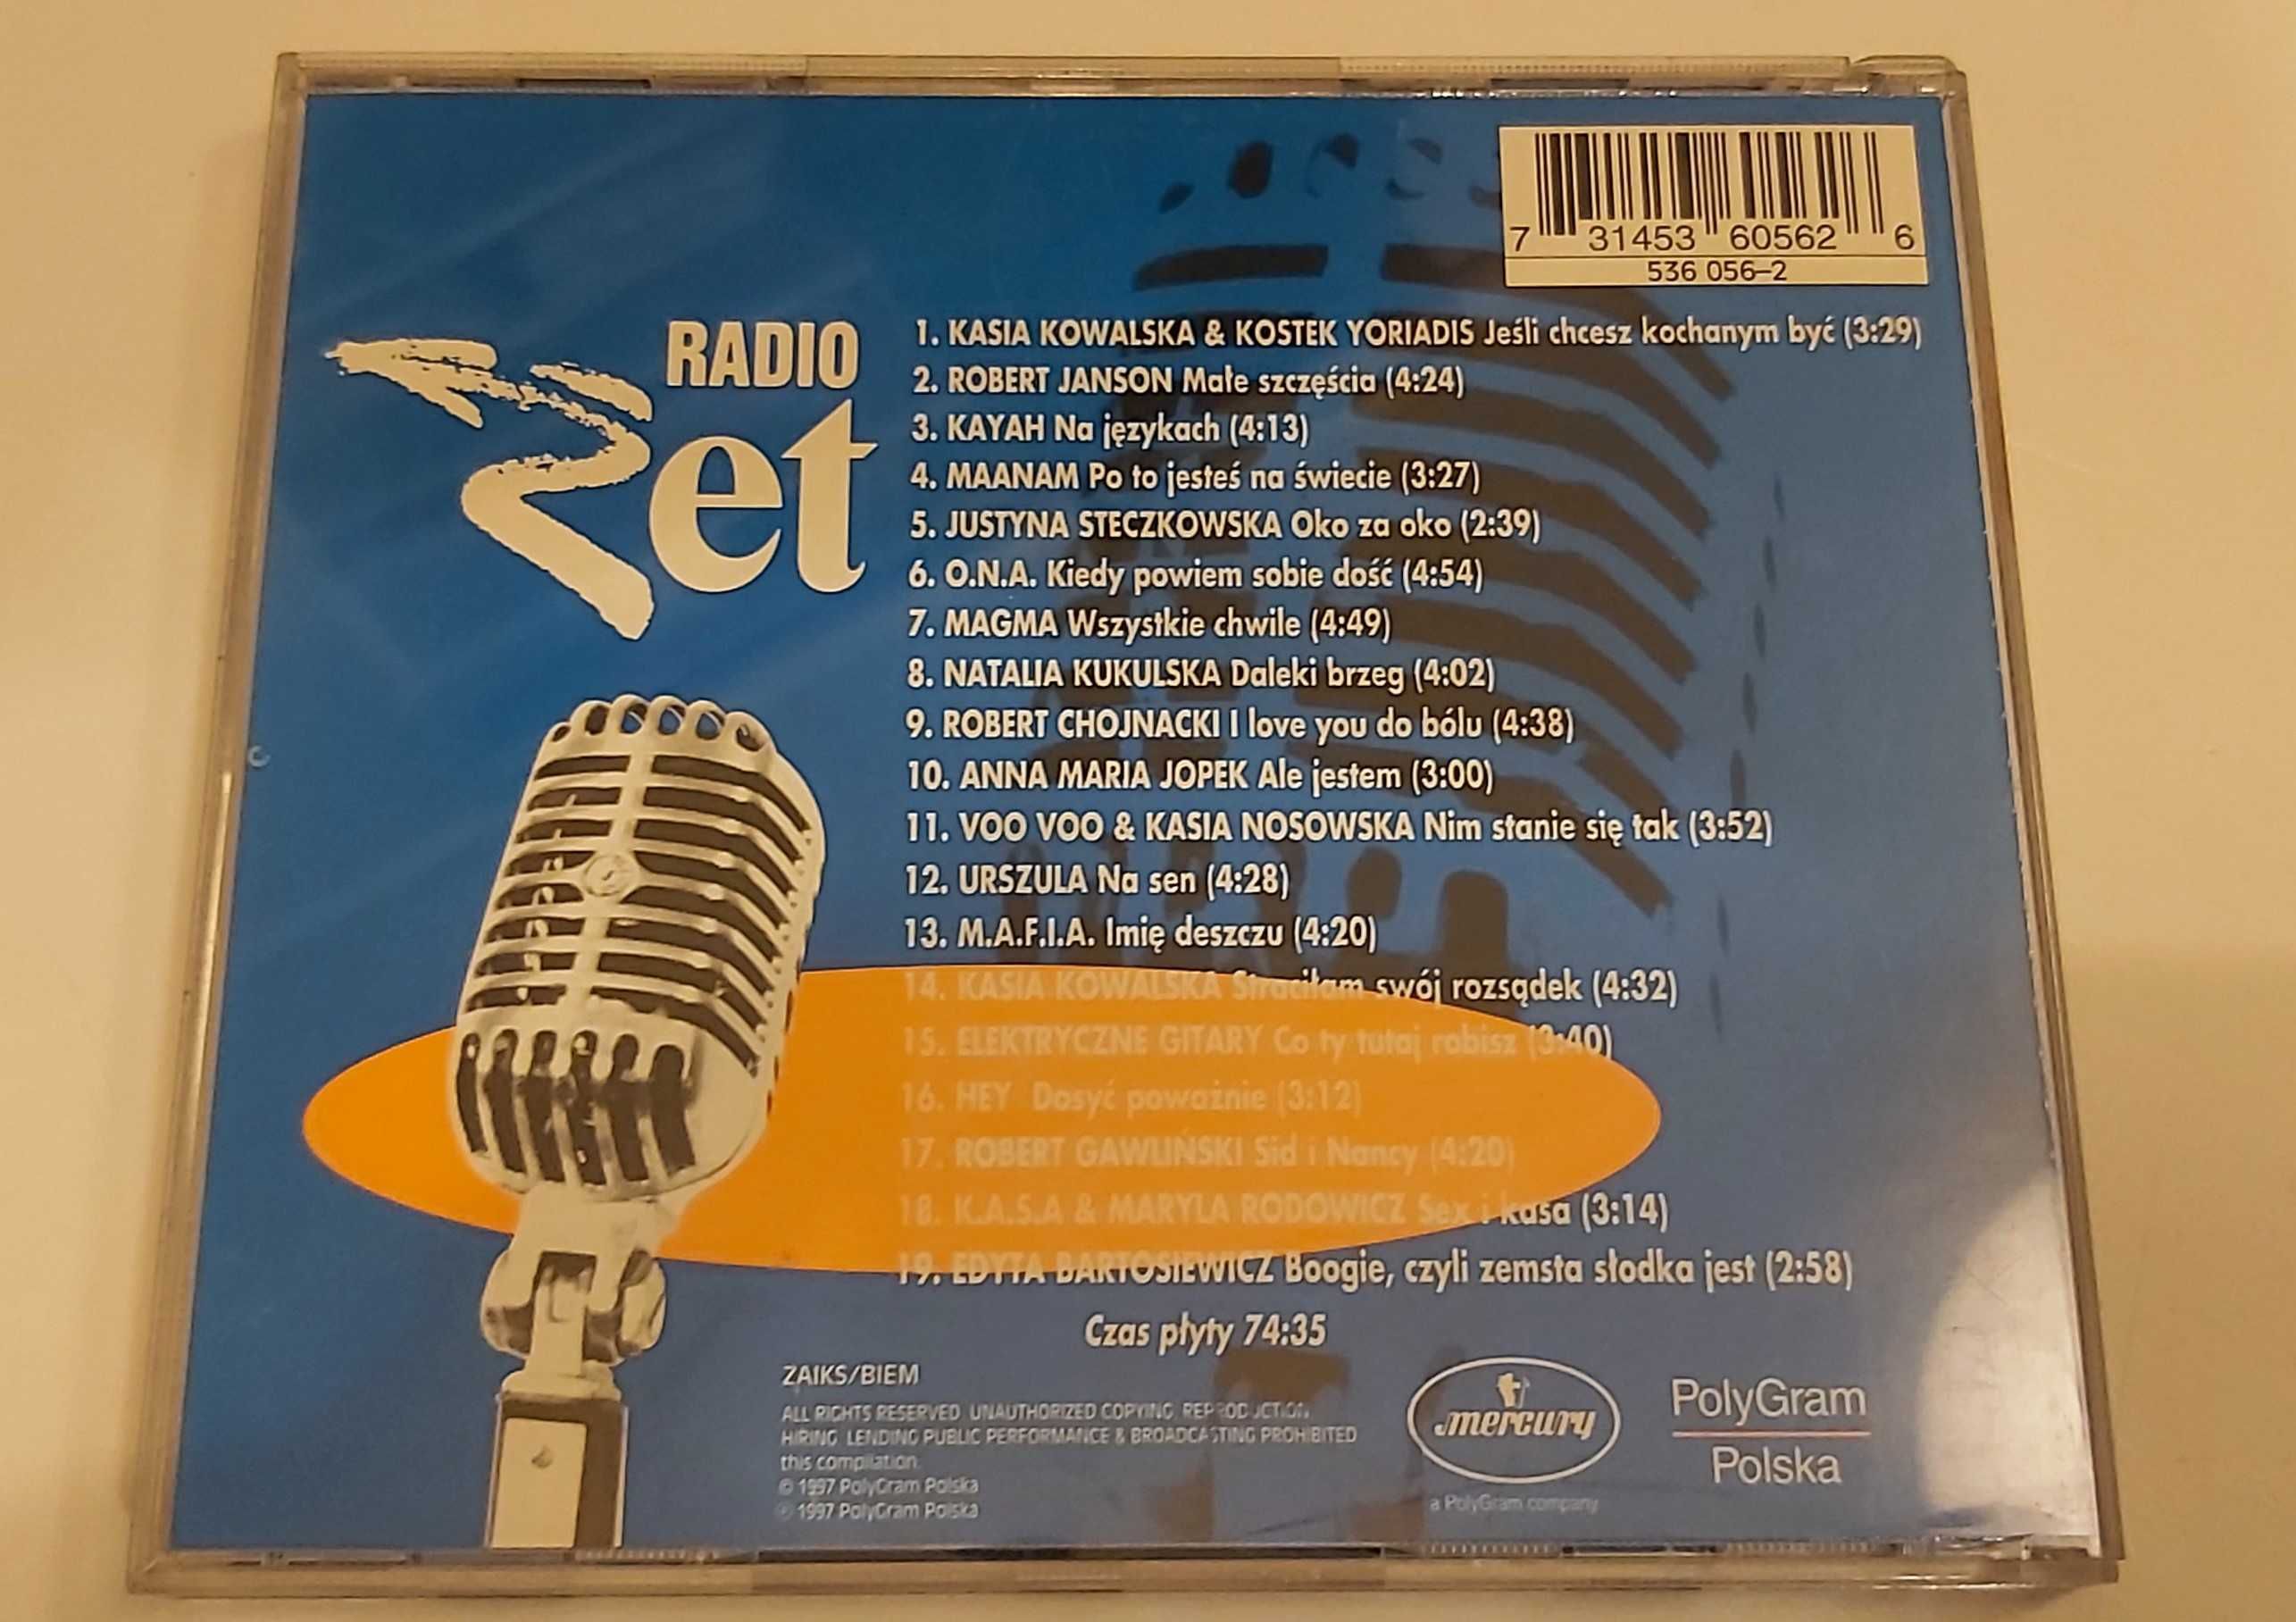 7 31453 60562 6
536 056-2
RADIO
Zet
1. KASIA KOWALSKA & KOSTEK YORIADIS Jeśli chcesz kochanym być (3:29)
2. ROBERT JANSON Małe szczęścia (4:24)
3. KAYAH Na językach (4:13)
4. MAANAM Po to jesteś na świecie (3:27)
5. JUSTYNA STECZKOWSKA Oko za oko (2:39)
6. O.N.A. Kiedy powiem sobie dość (4:54)
7. MAGMA Wszystkie chwile (4:49)
8. NATALIA KUKULSKA Daleki brzeg (4:02)
9. ROBERT CHOJNACKI I love you do bólu (4:38)
10. ANNA MARIA JOPEK Ale jestem (3:00)
11. VOO VOO & KASIA NOSOWSKA Nim stanie się tak (3:52)
12. URSZULA Na sen (4:28)
13. M.A.F.I.A. Imię deszczu (4:20)
14. KASIA KOWALSKA Straciłam swój rozsądek (4:32)
15. ELEKTRYCZNE GITARY Co ty tutaj robisz (3:40)
16. HEY Dosyć poważnie (3:12)
17. ROBERT GAWLIŃSKI Sid i Nancy (4:20)
18. K.A.S.A & MARYLA RODOWICZ Sex i kasa (3:14)
19. EDYTA BARTOSIEWICZ Boogie, czyli zemsta słodka jest (2:58)
Czas płyty 74:35
ZAIKS/BIEM
ALL RIGHTS RESERVED UNAUTHORIZED COPYING REPRODUCTION
HIRING LENDING PUBLIC PERFORMANCE & BROADCASTING PROHIBITED
this compilation
© 1997 PolyGram Polska
℗ 1997 PolyGram Polska
mercury
a PolyGram company
PolyGram
Polska